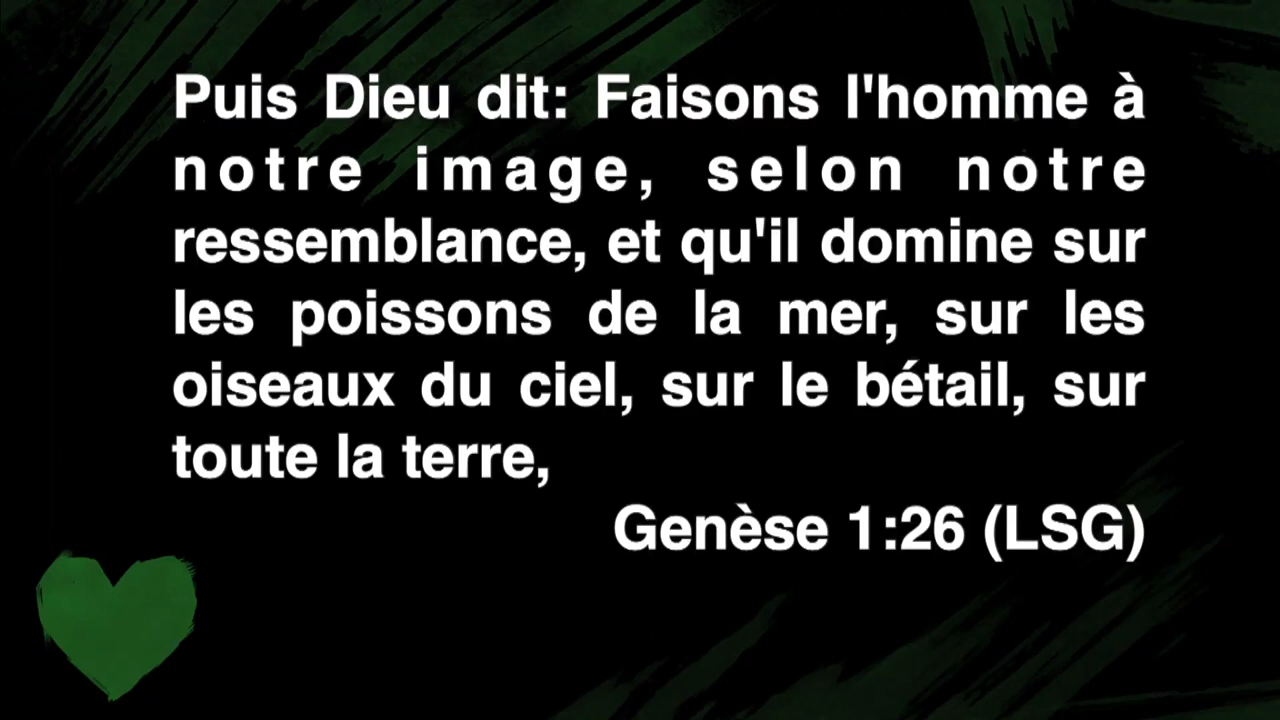 Puis Dieu dit: Faisons l'homme à
notre image, selon notre
ressemblance, et qu'il domine sur
les poissons de la mer, sur les
oiseaux du ciel, sur le bétail, sur
toute la terre,
Genèse 1:26 (LSG)